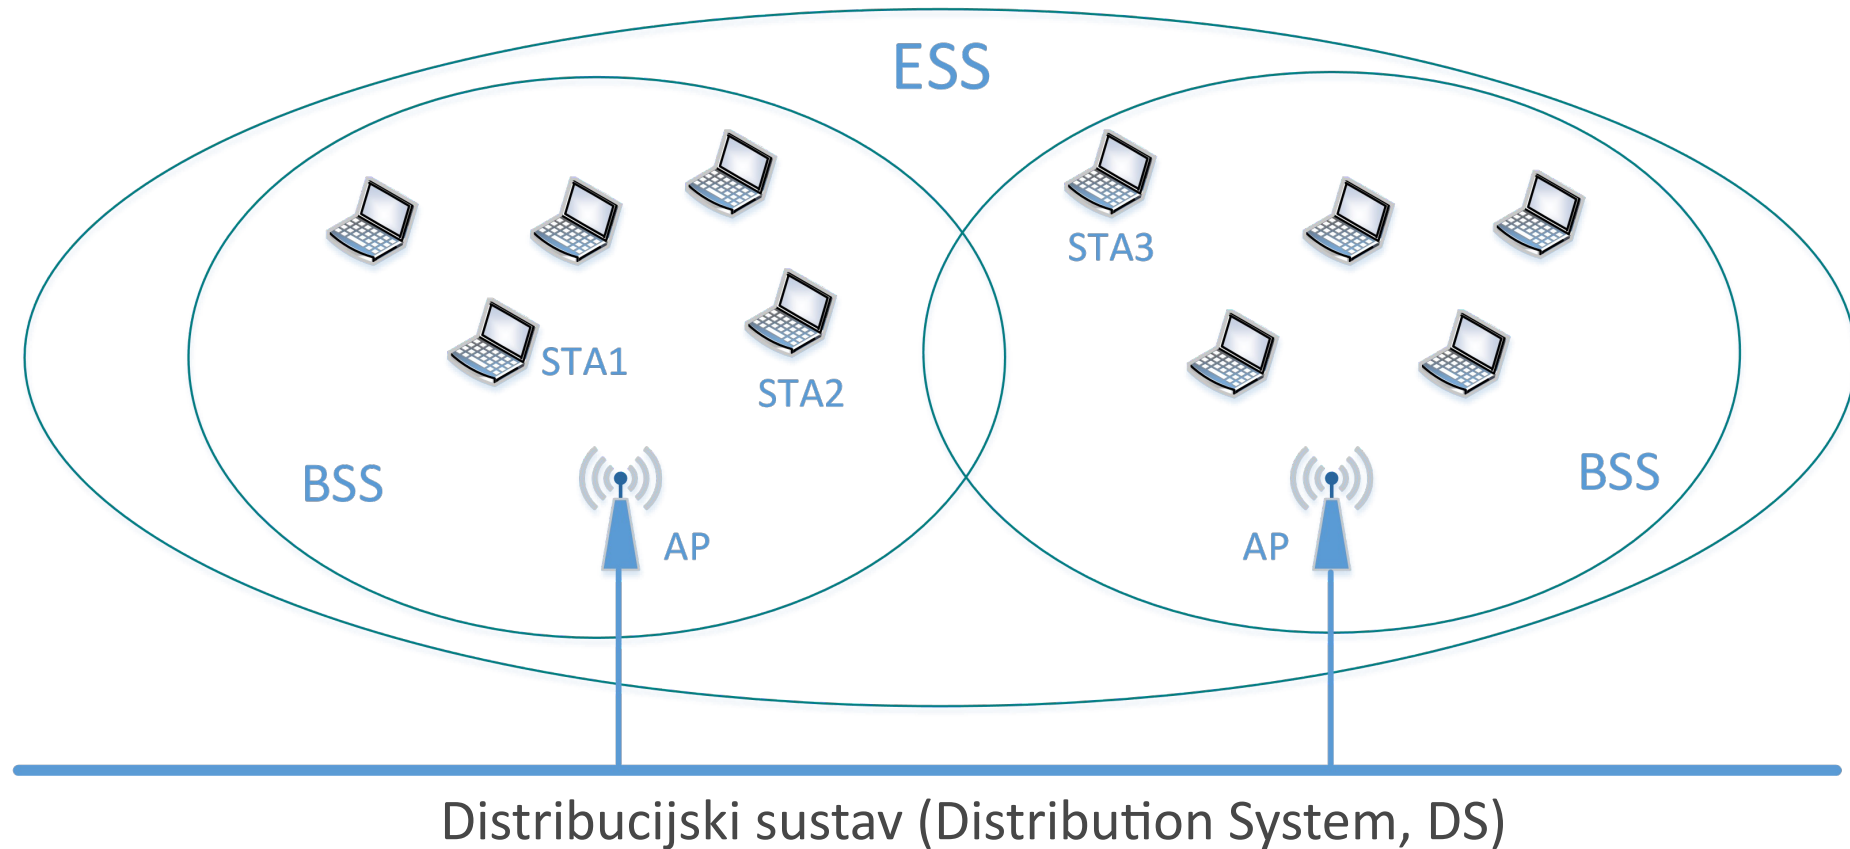 ESS
STA3
STA1
STA2
BSS
BSS
AP
AP
Distribucijski sustav (Distribution System, DS)